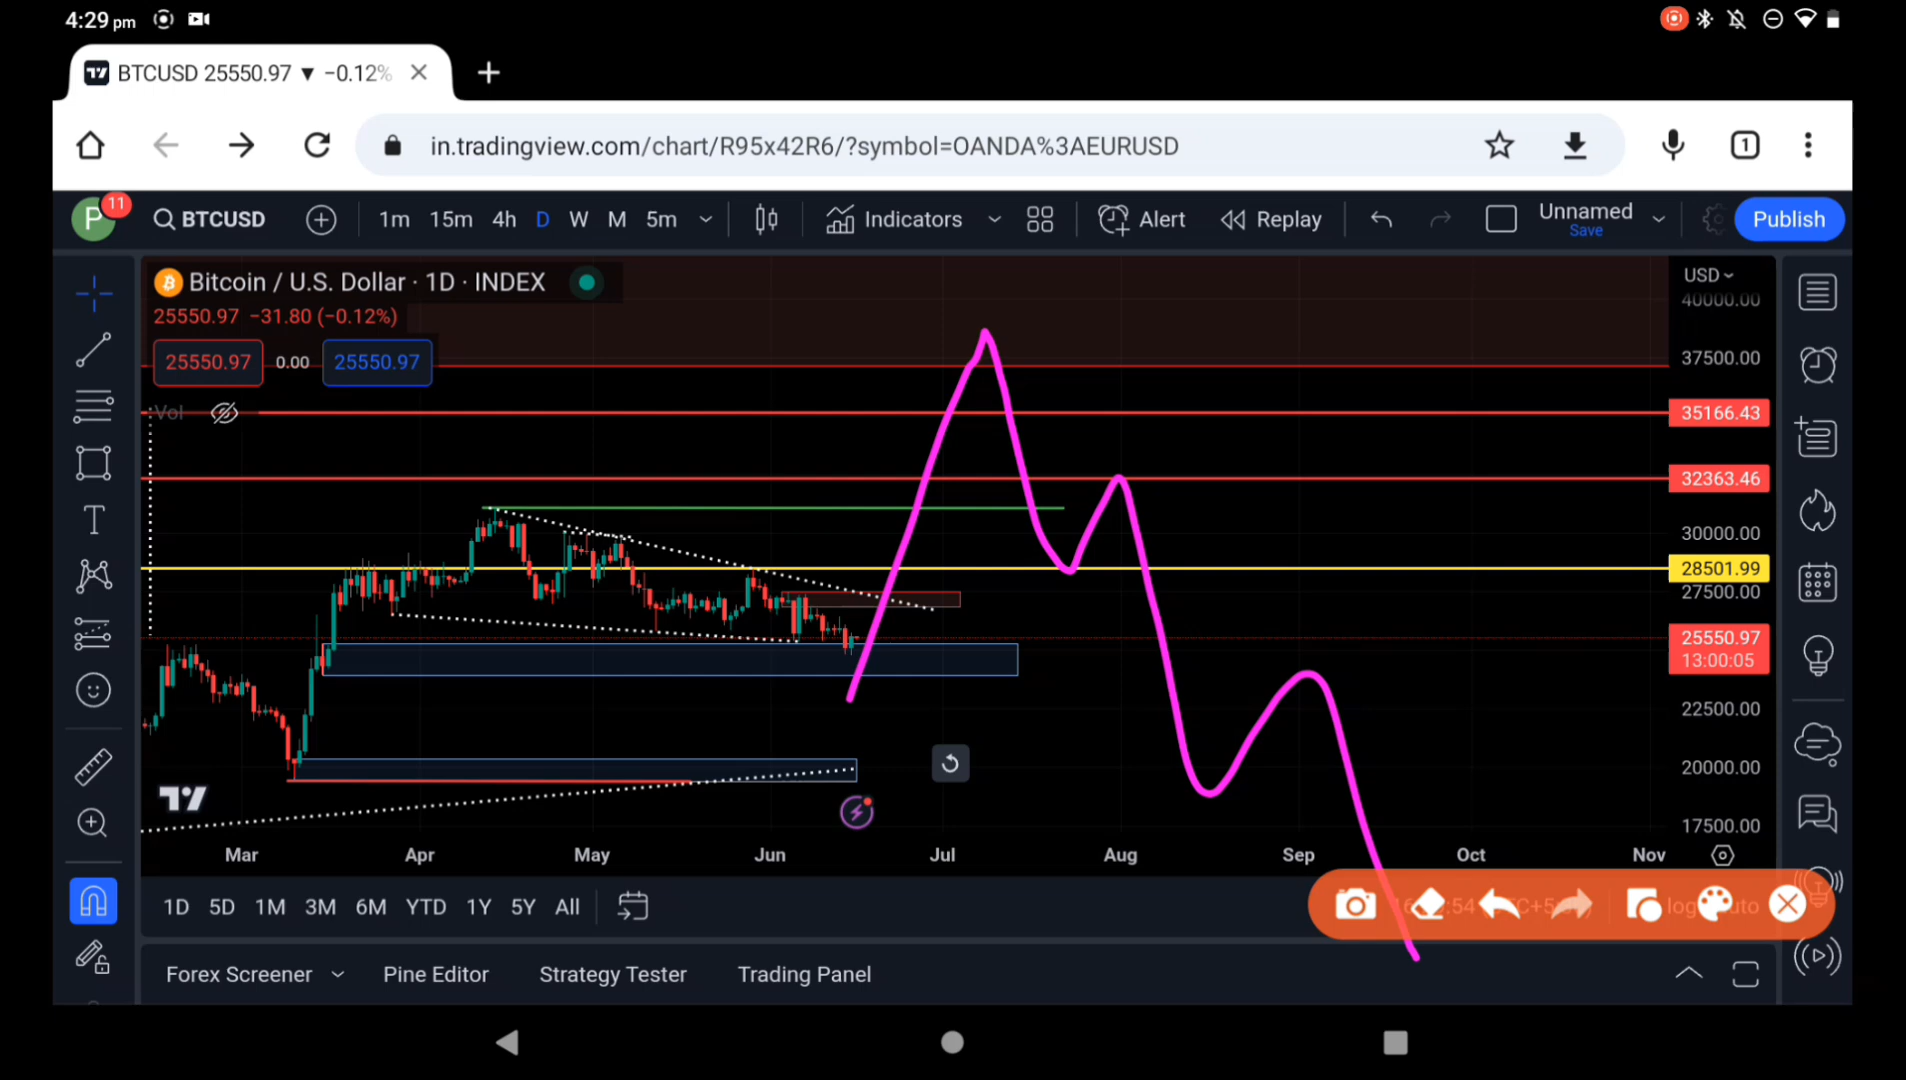 4:29 pm
BTCUSD 25550.97 ▼ −0.12%
in.tradingview.com/chart/R95x42R6/?symbol=OANDA%3AEURUSD
1
P
11
BTCUSD
1m 15m 4h D W M 5m
Indicators
Alert
Replay
Unnamed
Save
Publish
Bitcoin / U.S. Dollar · 1D · INDEX
25550.97 −31.80 (−0.12%)
25550.97 0.00 25550.97
Vol
USD
40000.00
37500.00
35166.43
32363.46
30000.00
28501.99
27500.00
25550.97
13:00:05
22500.00
20000.00
17500.00
Mar Apr May Jun Jul Aug Sep Oct Nov
1D 5D 1M 3M 6M YTD 1Y 5Y All
log
Forex Screener Pine Editor Strategy Tester Trading Panel